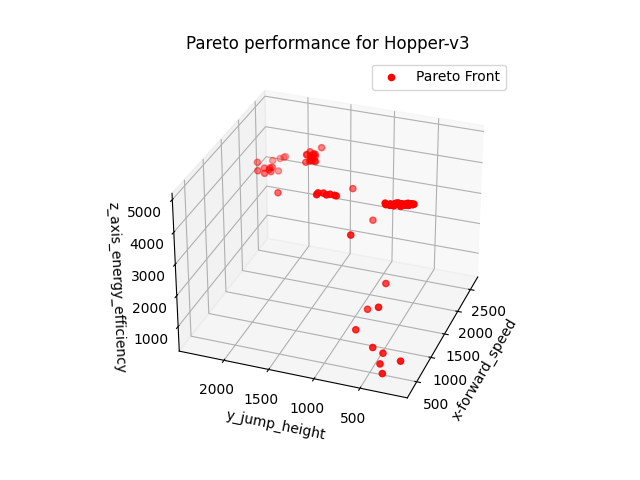 Pareto performance for Hopper-v3
Pareto Front
5000
4000
3000
2000
1000
z_axis_energy_efficiency
2000
1500
1000
500
y_jump_height
2500
2000
1500
1000
500
x-forward_speed